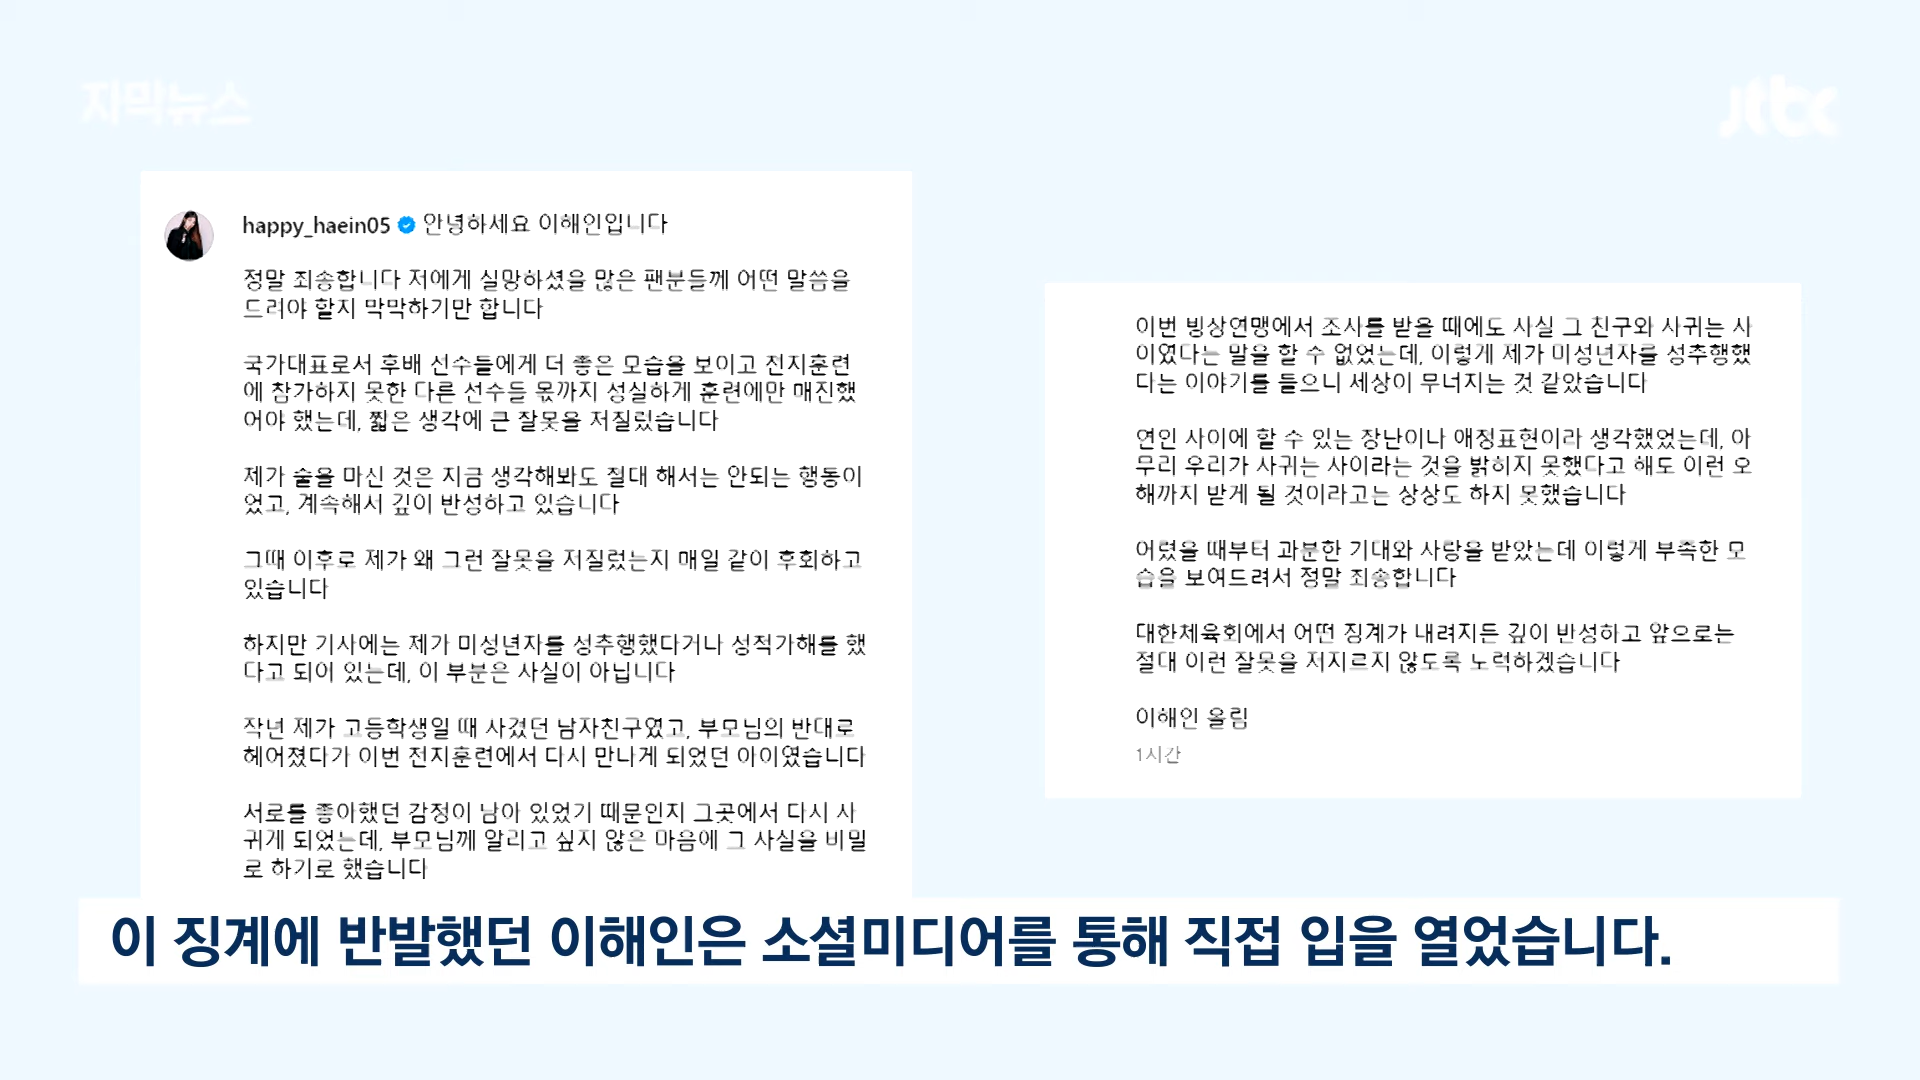 자막뉴스
jtbc
happy_haein05 안녕하세요 이해인입니다
정말 죄송합니다 저에게 실망하셨을 많은 팬분들께 어떤 말씀을
드려야 할지 막막하기만 합니다
국가대표로서 후배 선수들에게 더 좋은 모습을 보이고 전지훈련
에 참가하지 못한 다른 선수들 몫까지 성실하게 훈련에만 매진했
어야 했는데, 짧은 생각에 큰 잘못을 저질렀습니다
제가 술을 마신 것은 지금 생각해봐도 절대 해서는 안되는 행동이
었고, 계속해서 깊이 반성하고 있습니다
그때 이후로 제가 왜 그런 잘못을 저질렀는지 매일 같이 후회하고
있습니다
하지만 기사에는 제가 미성년자를 성추행했다거나 성적가해를 했
다고 되어 있는데, 이 부분은 사실이 아닙니다
작년 제가 고등학생일 때 사겼던 남자친구였고, 부모님의 반대로
헤어졌다가 이번 전지훈련에서 다시 만나게 되었던 아이였습니다
서로를 좋아했던 감정이 남아 있었기 때문인지 그곳에서 다시 사
귀게 되었는데, 부모님께 알리고 싶지 않은 마음에 그 사실을 비밀
로 하기로 했습니다
이번 빙상연맹에서 조사를 받을 때에도 사실 그 친구와 사귀는 사
이였다는 말을 할 수 없었는데, 이렇게 제가 미성년자를 성추행했
다는 이야기를 들으니 세상이 무너지는 것 같았습니다
연인 사이에 할 수 있는 장난이나 애정표현이라 생각했었는데, 아
무리 우리가 사귀는 사이라는 것을 밝히지 못했다고 해도 이런 오
해까지 받게 될 것이라고는 상상도 하지 못했습니다
어렸을 때부터 과분한 기대와 사랑을 받았는데 이렇게 부족한 모
습을 보여드려서 정말 죄송합니다
대한체육회에서 어떤 징계가 내려지든 깊이 반성하고 앞으로는
절대 이런 잘못을 저지르지 않도록 노력하겠습니다
이해인 올림
1시간
이 징계에 반발했던 이해인은 소셜미디어를 통해 직접 입을 열었습니다.